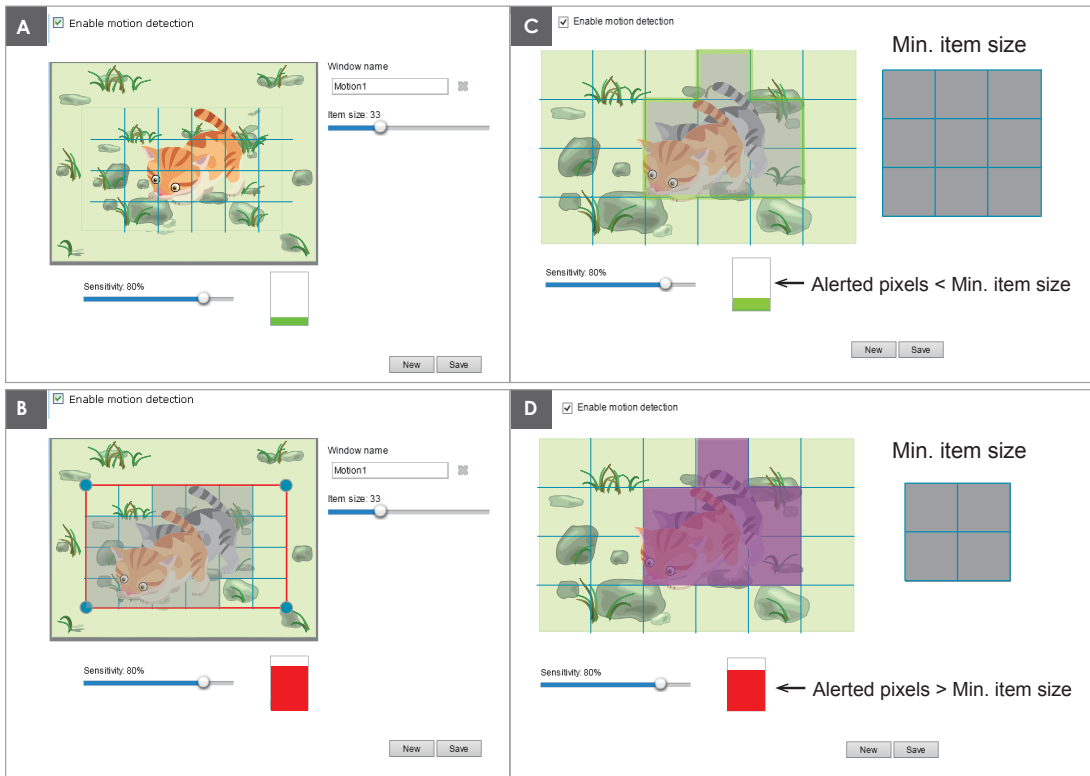 A
Enable motion detection
Window name
Motion1
Item size: 33
Sensitivity: 80%
New
Save
C
Enable motion detection
Min. item size
Sensitivity: 80%
Alerted pixels < Min. item size
New
Save
B
Enable motion detection
Window name
Motion1
Item size: 33
Sensitivity: 80%
New
Save
D
Enable motion detection
Min. item size
Sensitivity: 80%
Alerted pixels > Min. item size
New
Save